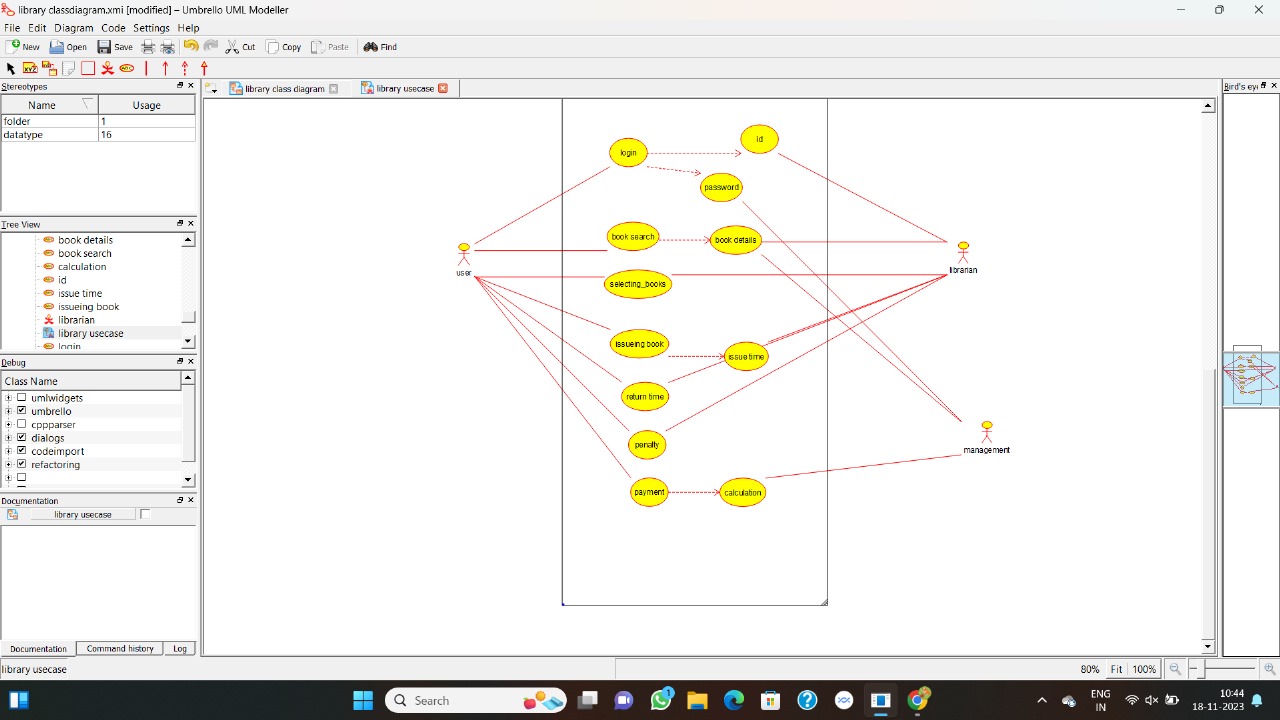 library classdiagram.xmi [modified] – Umbrello UML Modeller
File Edit Diagram Code Settings Help
New Open Save Cut Copy Paste Find
Stereotypes
Name Usage
folder 1
datatype 16
Tree View
book details
book search
calculation
id
issue time
issueing book
librarian
library usecase
login
Debug
Class Name
umlwidgets
umbrello
cppparser
dialogs
codeimport
refactoring
Documentation
library usecase
Documentation Command history Log
library usecase
library class diagram library usecase
login
id
password
book search
book details
selecting_books
issueing book
issue time
return time
penalty
payment
calculation
user
librarian
management
Bird's eye
80% Fit 100%
Search
1
ENG
IN
10:44
18-11-2023